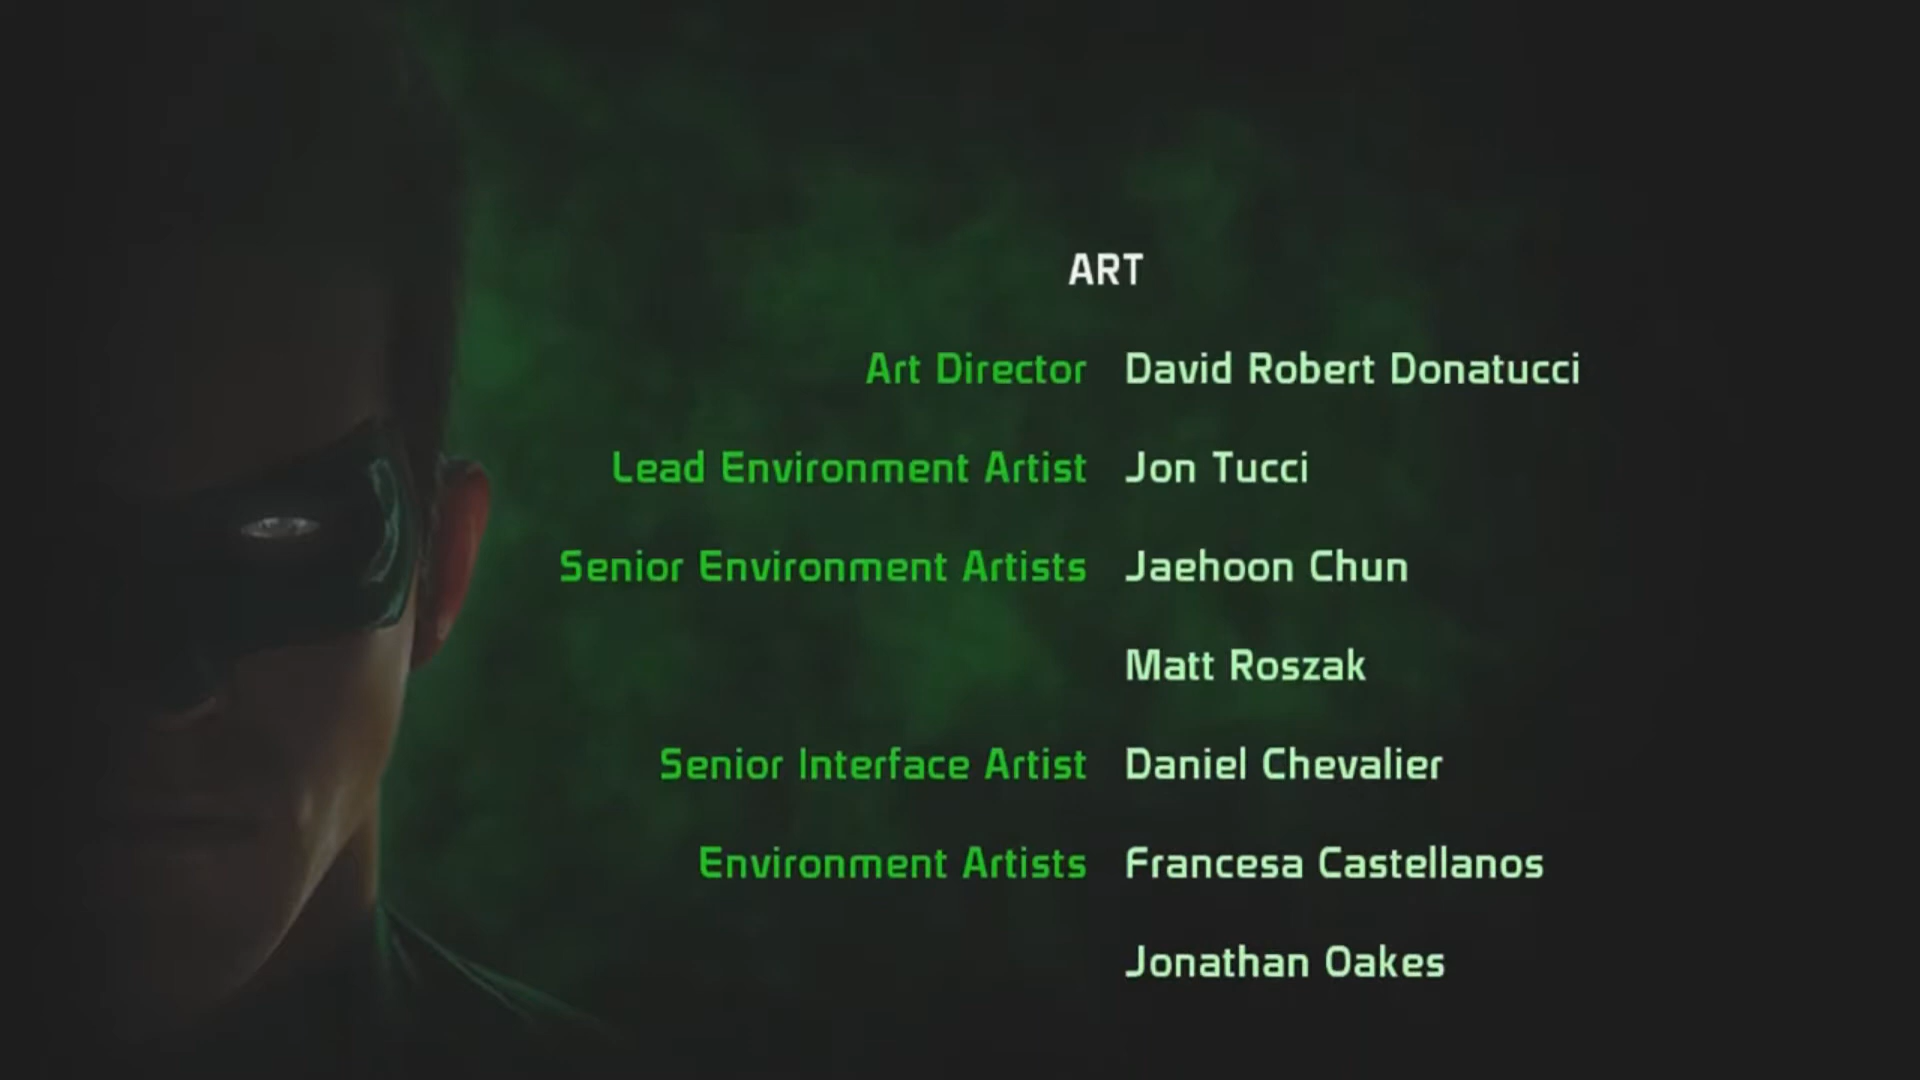 ART
Art Director David Robert Donatucci
Lead Environment Artist Jon Tucci
Senior Environment Artists Jaehoon Chun
Matt Roszak
Senior Interface Artist Daniel Chevalier
Environment Artists Francesa Castellanos
Jonathan Oakes